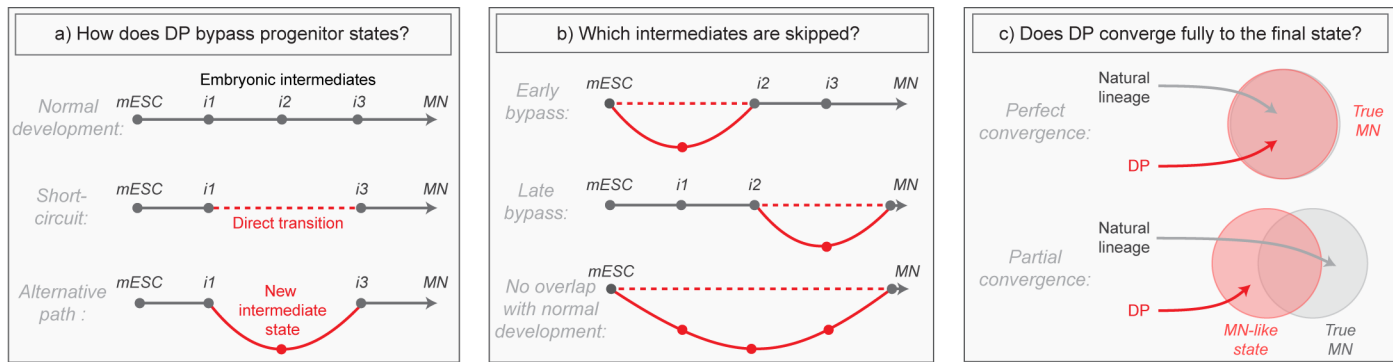 a) How does DP bypass progenitor states?
Embryonic intermediates
Normal
development:
mESC i1 i2 i3 MN
Short-
circuit:
mESC i1 i3 MN
Direct transition
Alternative
path :
mESC i1 i3 MN
New
intermediate
state
b) Which intermediates are skipped?
Early
bypass:
mESC i2 i3 MN
Late
bypass:
mESC i1 i2 MN
No overlap
with normal
development:
mESC MN
c) Does DP converge fully to the final state?
Perfect
convergence:
Natural
lineage
DP
True
MN
Partial
convergence:
Natural
lineage
DP
MN-like
state
True
MN